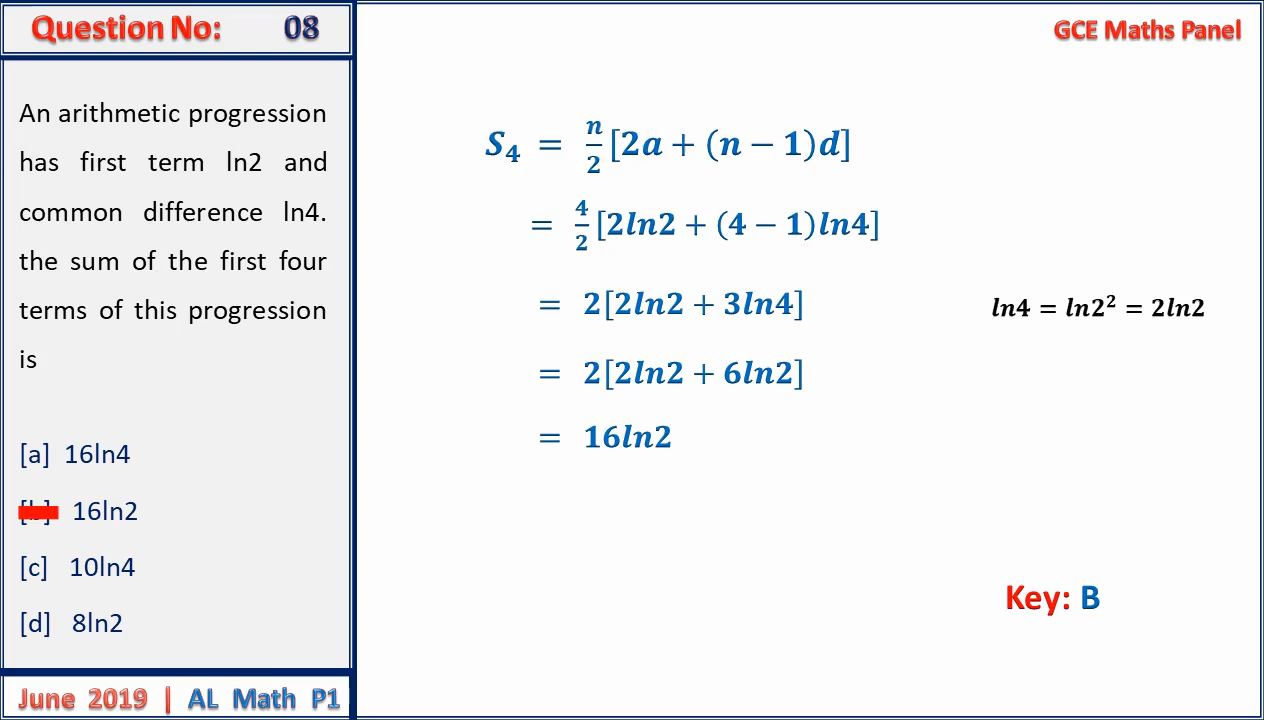 Question No: 08
GCE Maths Panel
An arithmetic progression
has first term ln2 and
common difference ln4.
the sum of the first four
terms of this progression
is
[a] 16ln4
[b] 16ln2
[c] 10ln4
[d] 8ln2
June 2019 | AL Math P1
S₄ = n/2 [2a + (n − 1)d]
= 4/2 [2ln2 + (4 − 1)ln4]
= 2[2ln2 + 3ln4]
ln4 = ln2² = 2ln2
= 2[2ln2 + 6ln2]
= 16ln2
Key: B